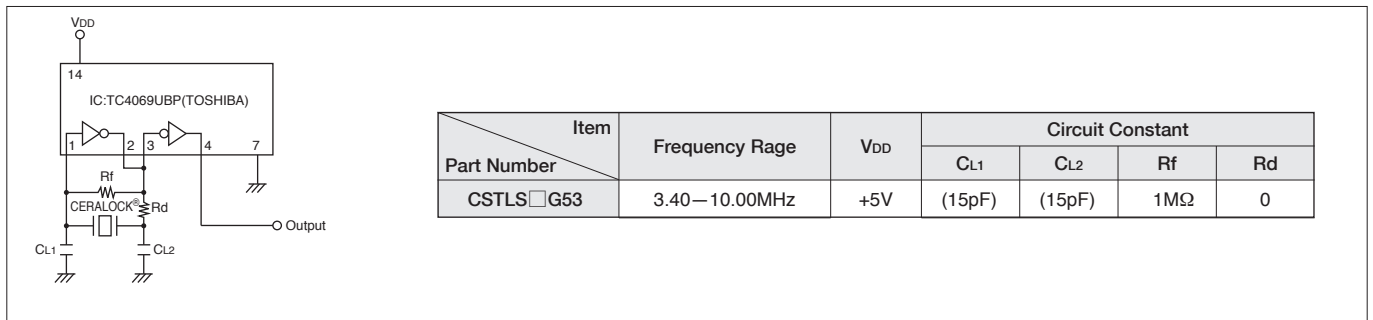 VDD
14
IC:TC4069UBP(TOSHIBA)
1 2 3 4 7
Rf
CERALOCK® Rd
Output
CL1 CL2
Item
Part Number
Frequency Rage
VDD
Circuit Constant
CL1 CL2 Rf Rd
CSTLS□G53 3.40—10.00MHz +5V (15pF) (15pF) 1MΩ 0